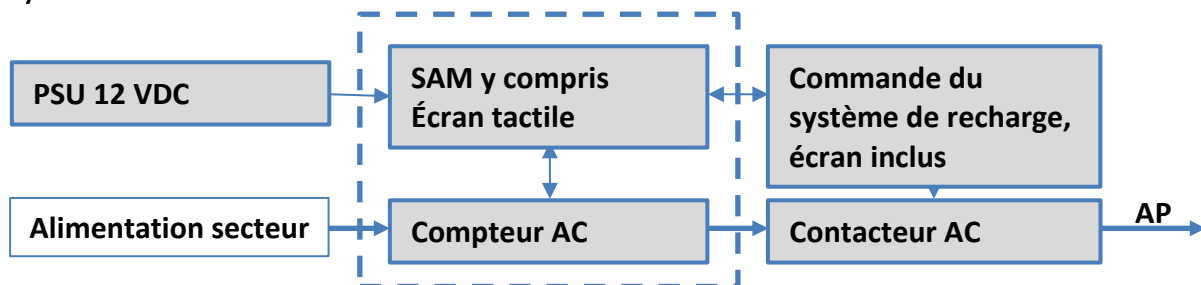 PSU 12 VDC
SAM y compris
Écran tactile
Commande du
système de recharge,
écran inclus
Alimentation secteur
Compteur AC
Contacteur AC
AP